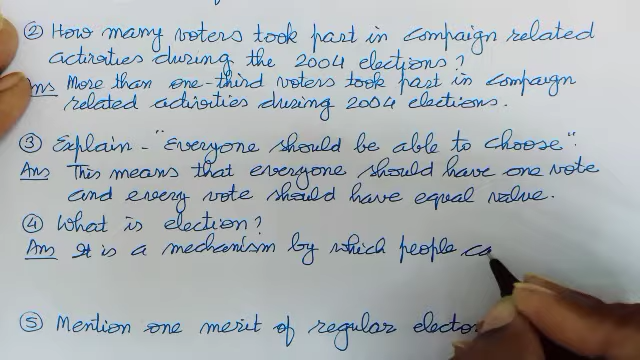 ② How many voters took part in campaign related
activities during the 2004 elections?
Ans More than one-third voters took part in campaign
related activities during 2004 elections.
③ Explain - "Everyone should be able to choose".
Ans This means that everyone should have one vote
and every vote should have equal value.
④ What is election?
Ans It is a mechanism by which people ca
⑤ Mention one merit of regular